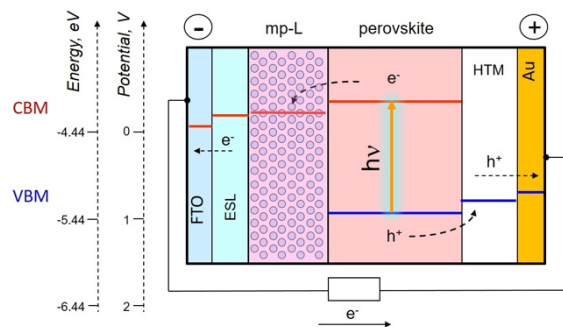 Energy, eV
Potential, V
-
mp-L
perovskite
+
CBM
VBM
-4.44
-5.44
-6.44
0
1
2
FTO
ESL
e-
e-
hν
h+
HTM
h+
Au
e-